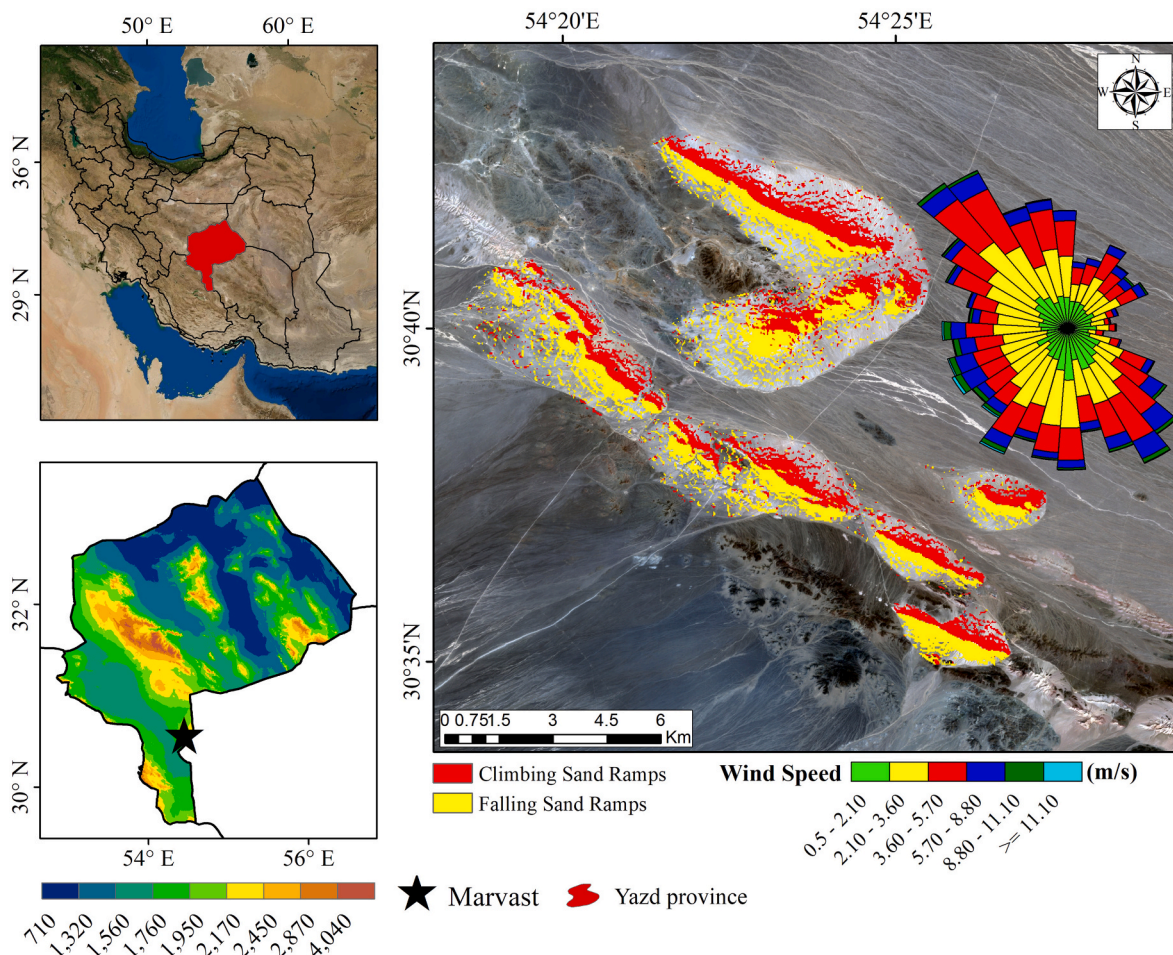 50° E 60° E
36° N
29° N
54°20'E 54°25'E
N
W E
S
30°40'N
30°35'N
0 0.75 1.5 3 4.5 6
Km
32° N
30° N
54° E 56° E
Climbing Sand Ramps
Falling Sand Ramps
Wind Speed (m/s)
0.5 - 2.10
2.10 - 3.60
3.60 - 5.70
5.70 - 8.80
8.80 - 11.10
>= 11.10
Marvast
Yazd province
710
1,320
1,560
1,760
1,950
2,170
2,450
2,870
4,040